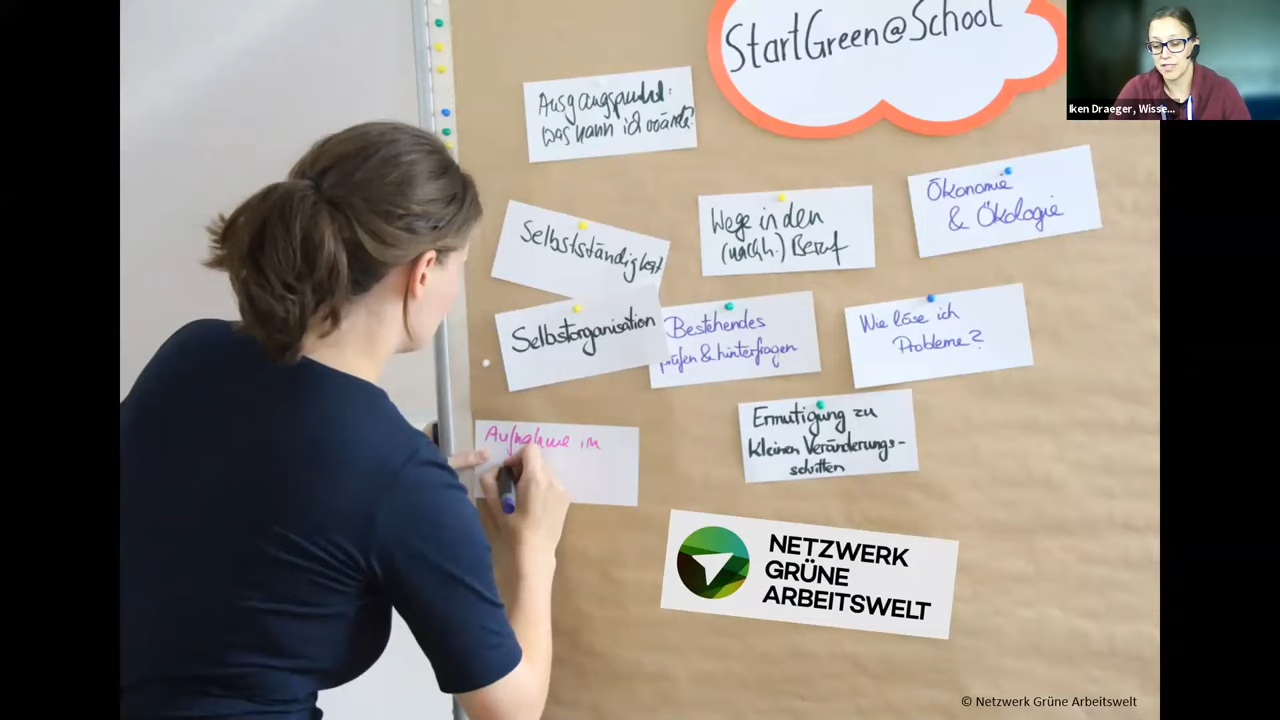 StartGreen@School
Iken Draeger, Wisse...
Ausgangspunkt:
was kann ich
Ökonomie
& Ökologie
Wege in den
(nachh.) Beruf
Selbstständigkeit
Selbstorganisation
Bestehendes
prüfen & hinterfragen
Wie löse ich
Probleme?
Ermutigung zu
kleinen Veränderungs-
schritten
Aufnahme im
NETZWERK
GRÜNE
ARBEITSWELT
© Netzwerk Grüne Arbeitswelt